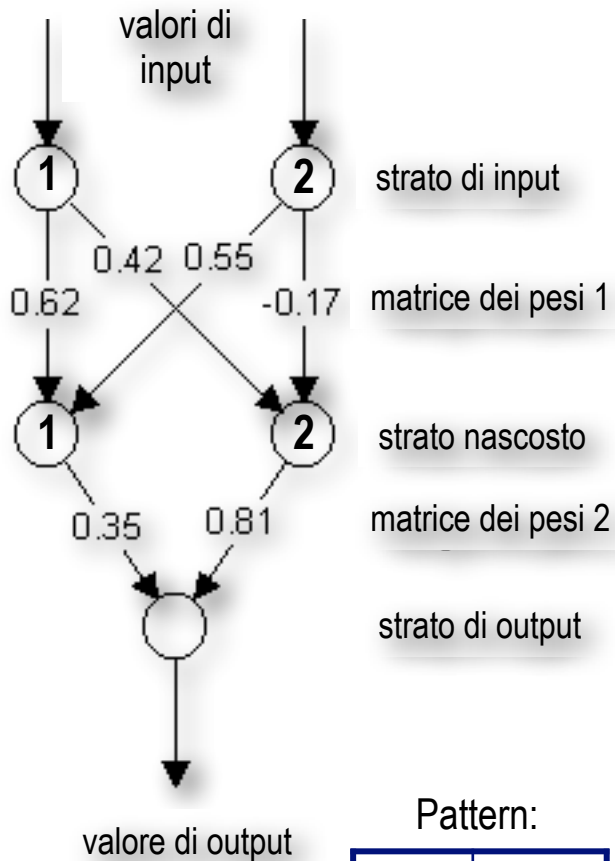 valori di
input
1
2
strato di input
0.42
0.55
0.62
-0.17
matrice dei pesi 1
1
2
strato nascosto
0.35
0.81
matrice dei pesi 2
strato di output
valore di output
Pattern: